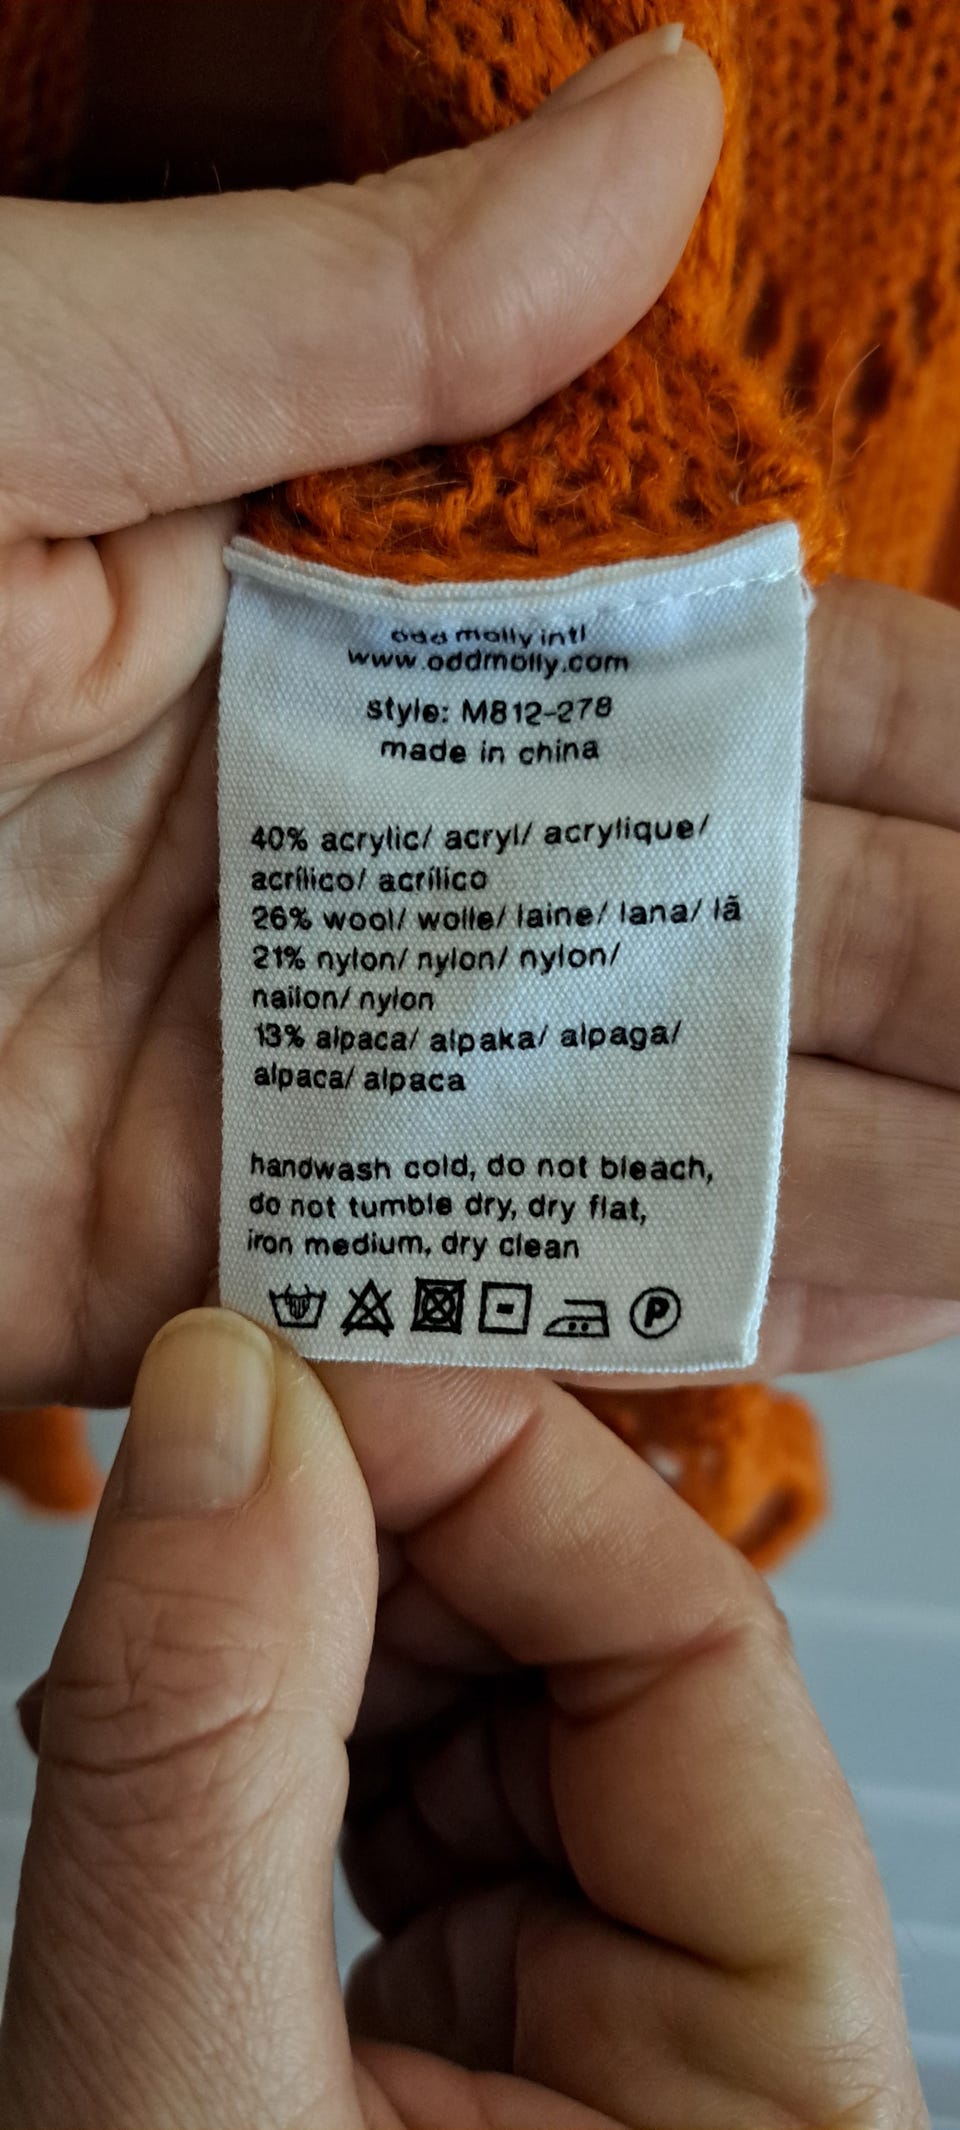 odd molly intl
www.oddmolly.com
style: M812-278
made in china
40% acrylic/ acryl/ acrylique/
acrílico/ acrílico
26% wool/ wolle/ laine/ lana/ lã
21% nylon/ nylon/ nylon/
nailon/ nylon
13% alpaca/ alpaka/ alpaga/
alpaca/ alpaca
handwash cold, do not bleach,
do not tumble dry, dry flat,
iron medium, dry clean
P